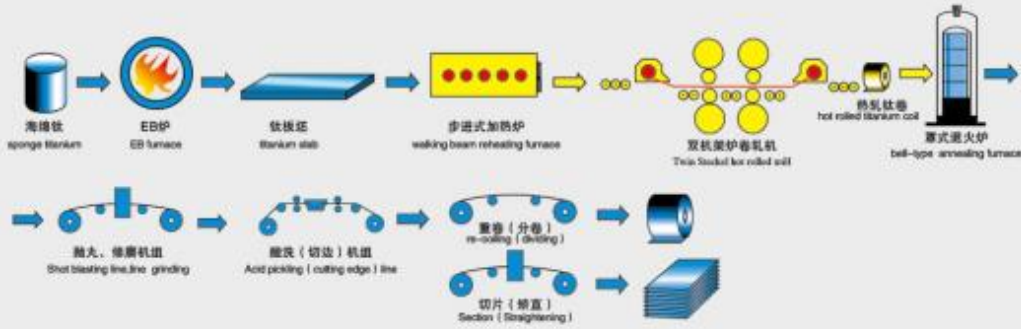 海绵钛
sponge titanium
EB炉
EB furnace
钛板坯
titanium slab
步进式加热炉
walking beam reheating furnace
双机架炉卷轧机
Twin Steckel hot rolled mill
热轧钛卷
hot rolled titanium coil
罩式退火炉
bell-type annealing furnace
抛丸、修磨机组
Shot blasting line,line grinding
酸洗（切边）机组
Acid pickling ( cutting edge ) line
重卷（分卷）
re-coiling ( dividing )
切片（矫直）
Section ( Straightening )